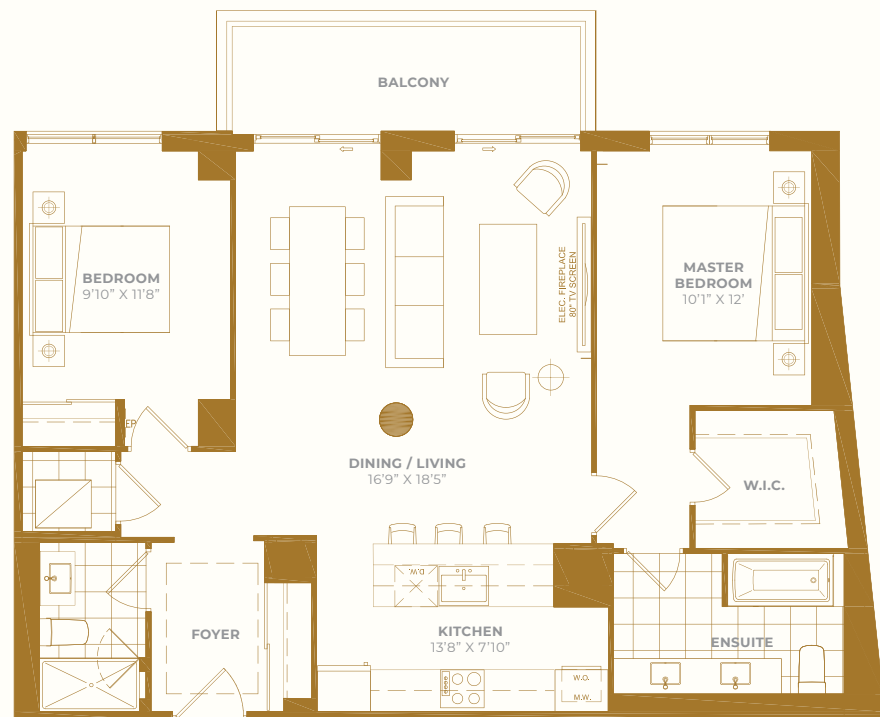 BALCONY
BEDROOM
9'10" X 11'8"
ELEC. FIREPLACE
80" TV SCREEN
MASTER
BEDROOM
10'1" X 12'
EP
DINING / LIVING
16'9" X 18'5"
W.I.C.
D.W.
FOYER
KITCHEN
13'8" X 7'10"
ENSUITE
W.O.
M.W.